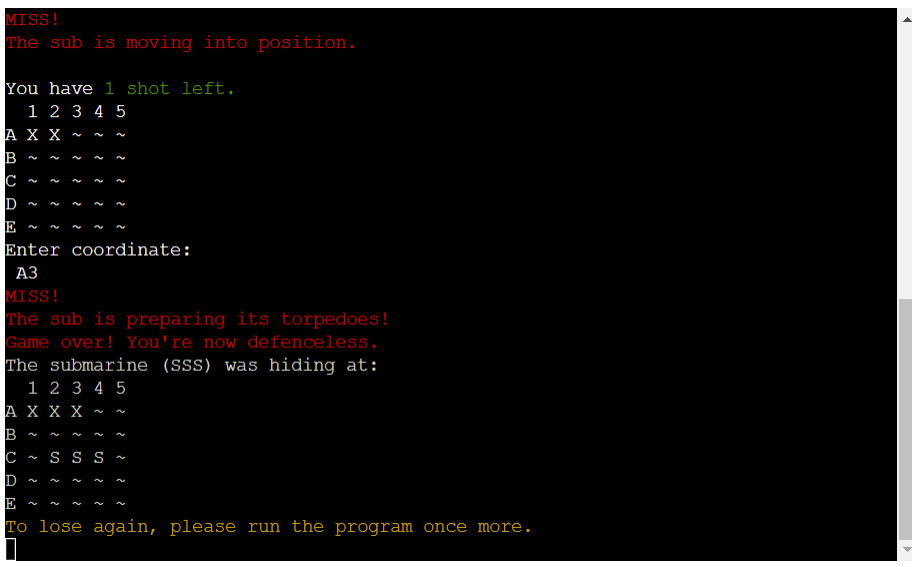 MISS!
The sub is moving into position.
You have 1 shot left.
  1 2 3 4 5
A X X ~ ~ ~
B ~ ~ ~ ~ ~
C ~ ~ ~ ~ ~
D ~ ~ ~ ~ ~
E ~ ~ ~ ~ ~
Enter coordinate:
 A3
MISS!
The sub is preparing its torpedoes!
Game over! You're now defenceless.
The submarine (SSS) was hiding at:
  1 2 3 4 5
A X X X ~ ~
B ~ ~ ~ ~ ~
C ~ S S S ~
D ~ ~ ~ ~ ~
E ~ ~ ~ ~ ~
To lose again, please run the program once more.